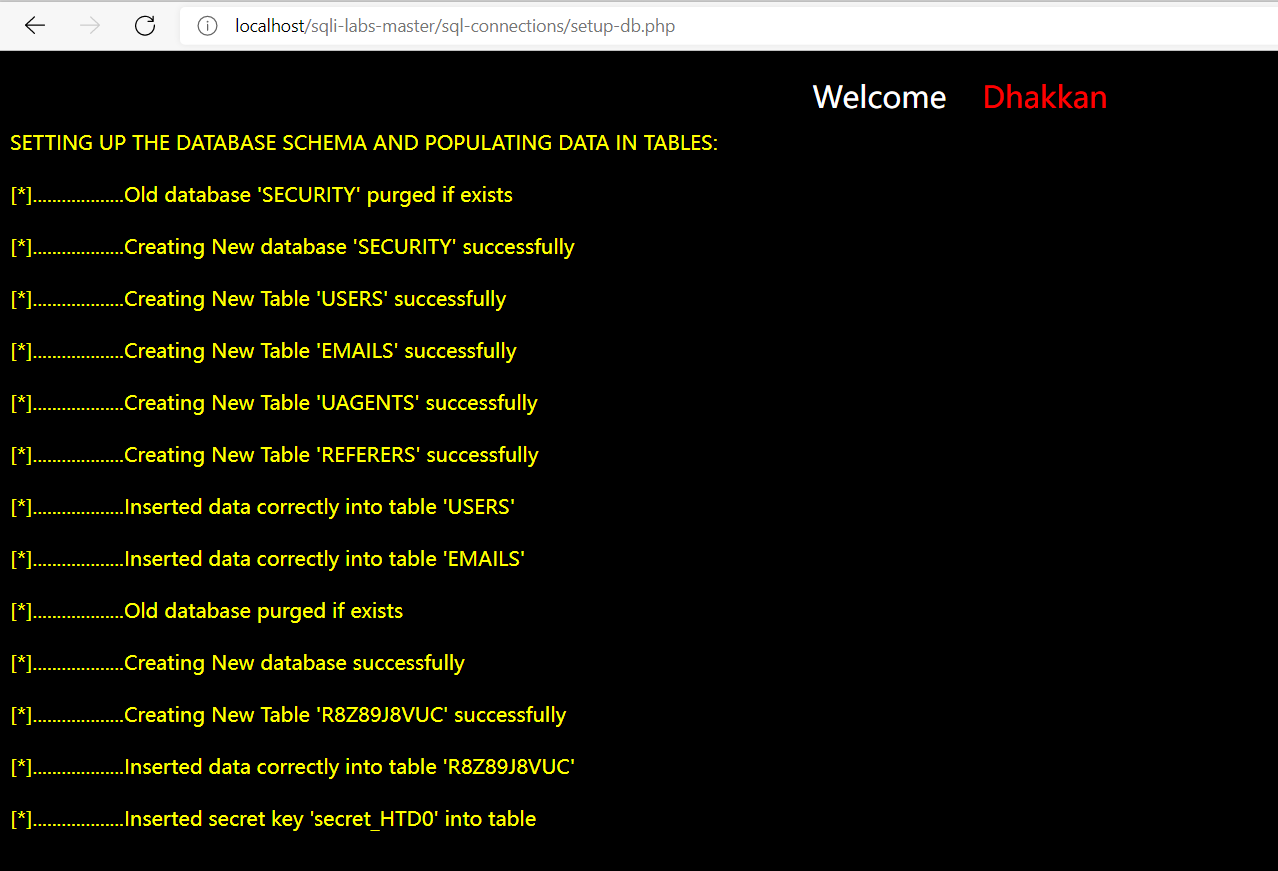 localhost/sqli-labs-master/sql-connections/setup-db.php
Welcome Dhakkan
SETTING UP THE DATABASE SCHEMA AND POPULATING DATA IN TABLES:
[*]...................Old database 'SECURITY' purged if exists
[*]...................Creating New database 'SECURITY' successfully
[*]...................Creating New Table 'USERS' successfully
[*]...................Creating New Table 'EMAILS' successfully
[*]...................Creating New Table 'UAGENTS' successfully
[*]...................Creating New Table 'REFERERS' successfully
[*]...................Inserted data correctly into table 'USERS'
[*]...................Inserted data correctly into table 'EMAILS'
[*]...................Old database purged if exists
[*]...................Creating New database successfully
[*]...................Creating New Table 'R8Z89J8VUC' successfully
[*]...................Inserted data correctly into table 'R8Z89J8VUC'
[*]...................Inserted secret key 'secret_HTD0' into table